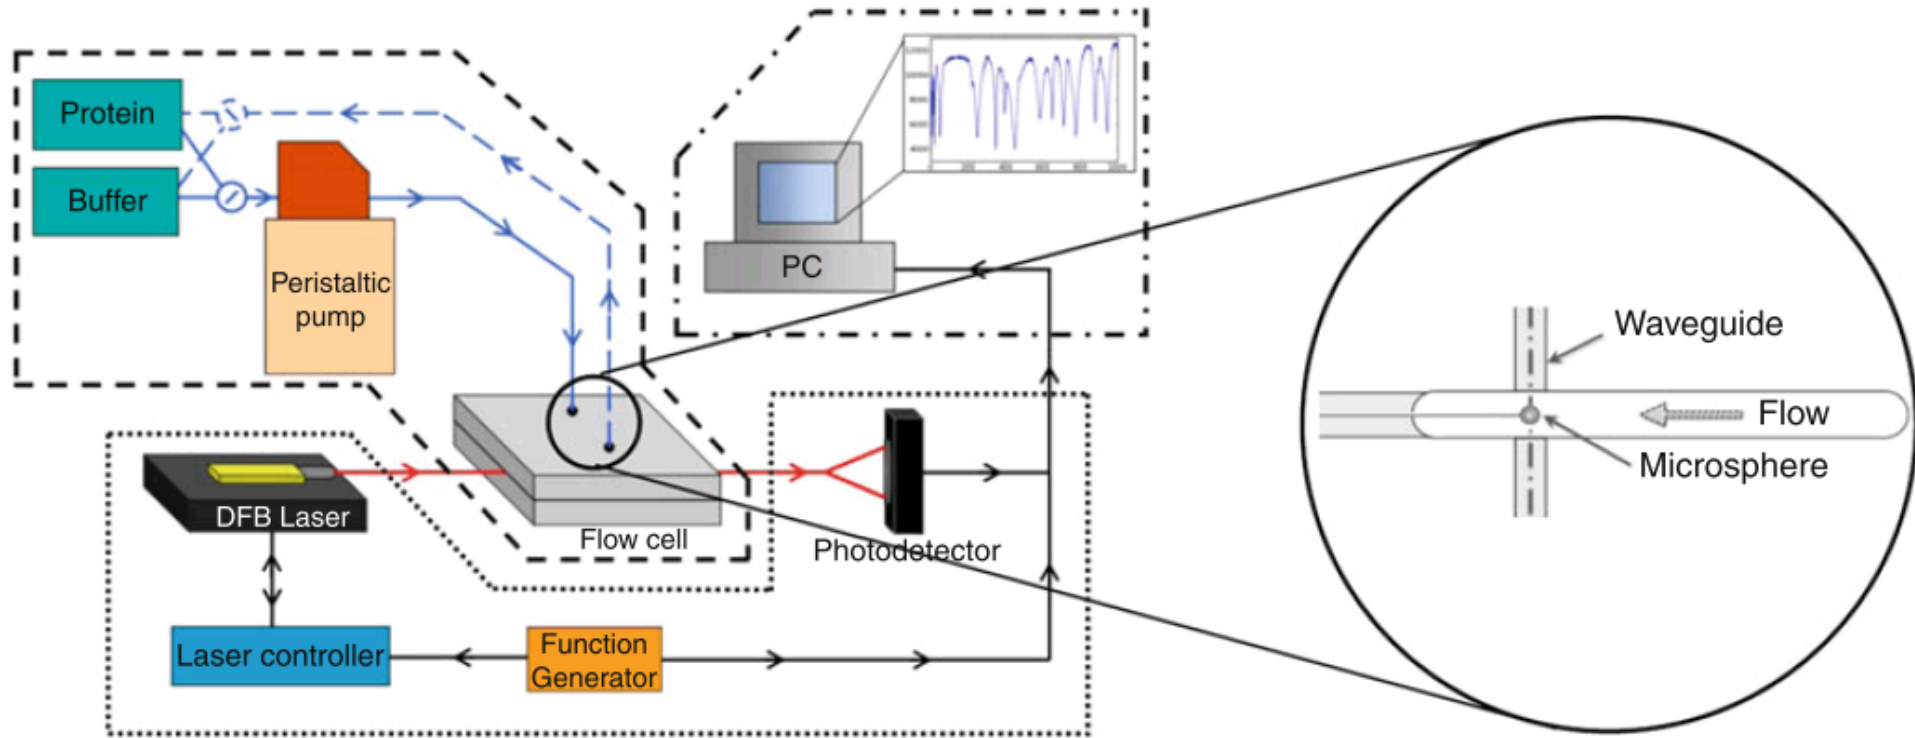 Protein
Buffer
Peristaltic
pump
PC
Waveguide
Flow
Microsphere
DFB Laser
Flow cell
Photodetector
Laser controller
Function
Generator